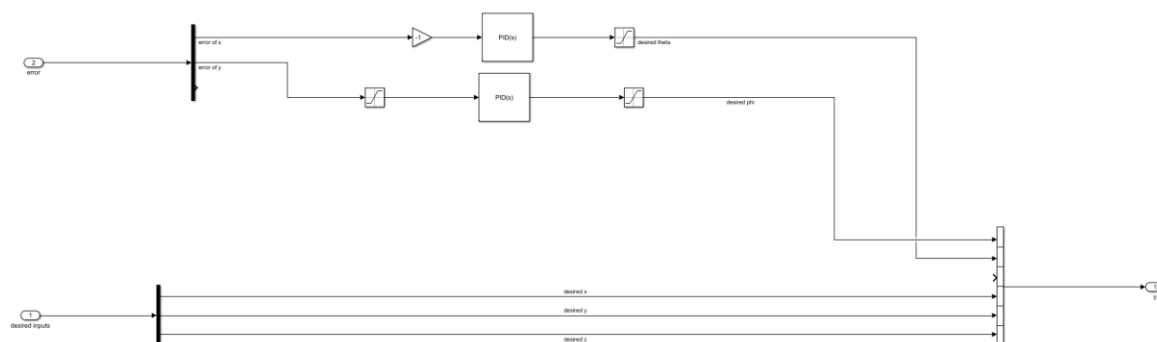 error of x
-1
PID(s)
desired theta
2
error
error of y
PID(s)
desired phi
desired x
1
desired inputs
desired y
desired z
1
y